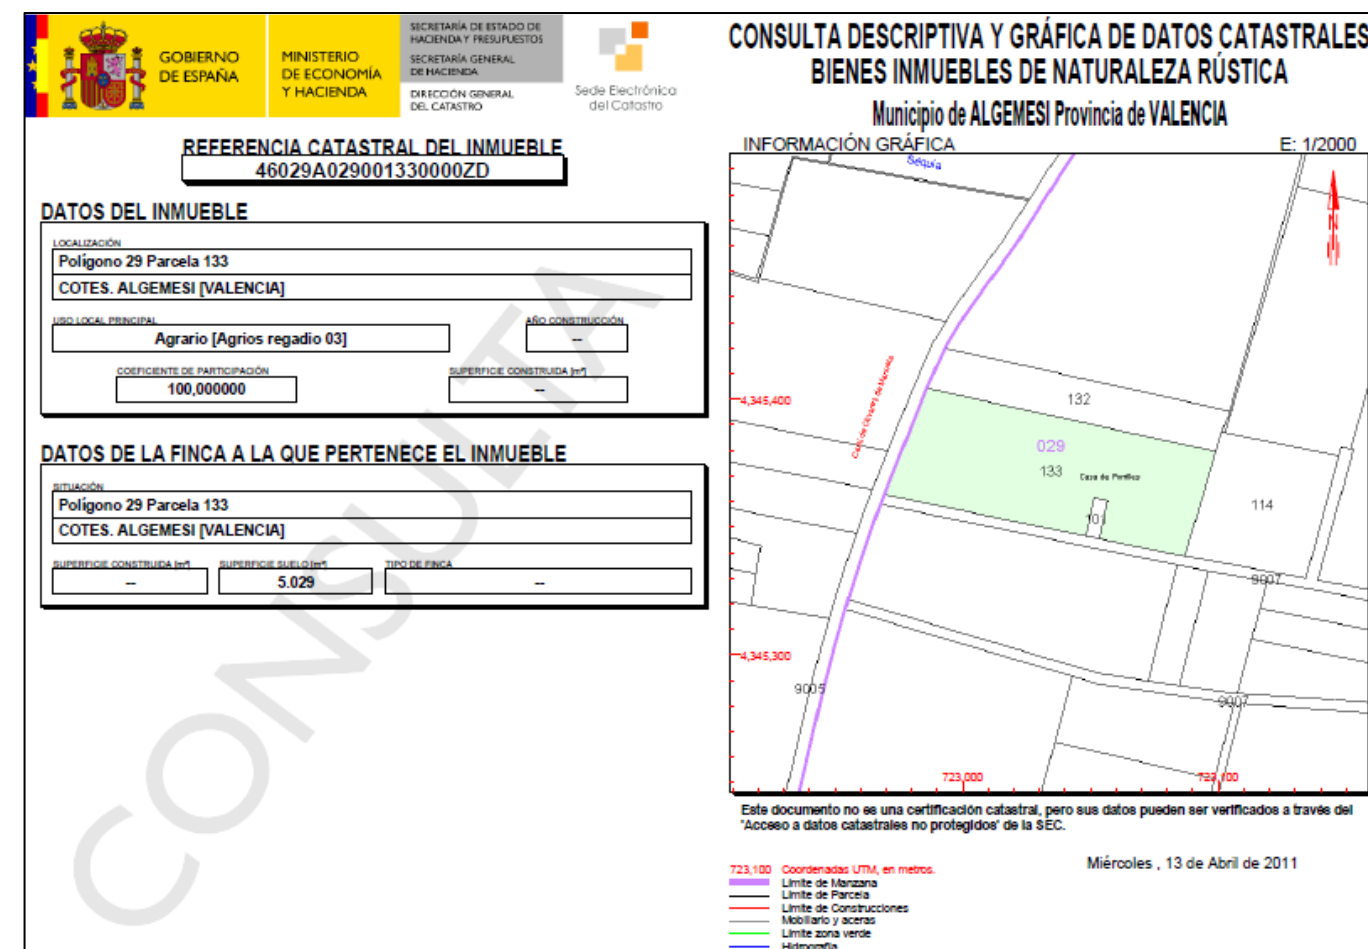 GOBIERNO
DE ESPAÑA
MINISTERIO
DE ECONOMÍA
Y HACIENDA
SECRETARÍA DE ESTADO DE
HACIENDA Y PRESUPUESTOS
SECRETARÍA GENERAL
DE HACIENDA
DIRECCIÓN GENERAL
DEL CATASTRO
Sede Electrónica
del Catastro
REFERENCIA CATASTRAL DEL INMUEBLE
46029A029001330000ZD
DATOS DEL INMUEBLE
LOCALIZACIÓN
Polígono 29 Parcela 133
COTES. ALGEMESI [VALENCIA]
USO LOCAL PRINCIPAL
Agrario [Agrios regadio 03]
AÑO CONSTRUCCIÓN
--
COEFICIENTE DE PARTICIPACIÓN
100,000000
SUPERFICIE CONSTRUIDA [m²]
--
DATOS DE LA FINCA A LA QUE PERTENECE EL INMUEBLE
SITUACIÓN
Polígono 29 Parcela 133
COTES. ALGEMESI [VALENCIA]
SUPERFICIE CONSTRUIDA [m²]
--
SUPERFICIE SUELO [m²]
5.029
TIPO DE FINCA
--
CONSULTA
CONSULTA DESCRIPTIVA Y GRÁFICA DE DATOS CATASTRALES
BIENES INMUEBLES DE NATURALEZA RÚSTICA
Municipio de ALGEMESI Provincia de VALENCIA
INFORMACIÓN GRÁFICA E: 1/2000
Séquia
N
4,345,400
132
029
133
101
114
9007
4,345,300
9005
9007
723,000
723,100
Este documento no es una certificación catastral, pero sus datos pueden ser verificados a través del
'Acceso a datos catastrales no protegidos' de la SEC.
Miércoles , 13 de Abril de 2011
723,100 Coordenadas UTM, en metros.
Límite de Manzana
Límite de Parcela
Límite de Construcciones
Mobiliario y aceras
Límite zona verde
Hidrografía